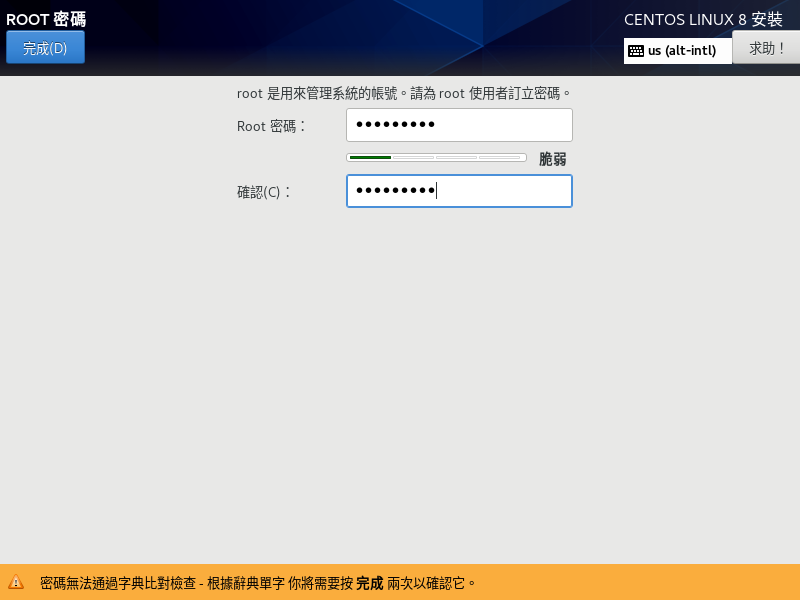 ROOT 密碼
CENTOS LINUX 8 安裝
完成(D)
us (alt-intl)
求助！
root 是用來管理系統的帳號。請為 root 使用者訂立密碼。
Root 密碼：
●●●●●●●●●
脆弱
確認(C)：
●●●●●●●●●
密碼無法通過字典比對檢查 - 根據辭典單字 你將需要按 完成 兩次以確認它。